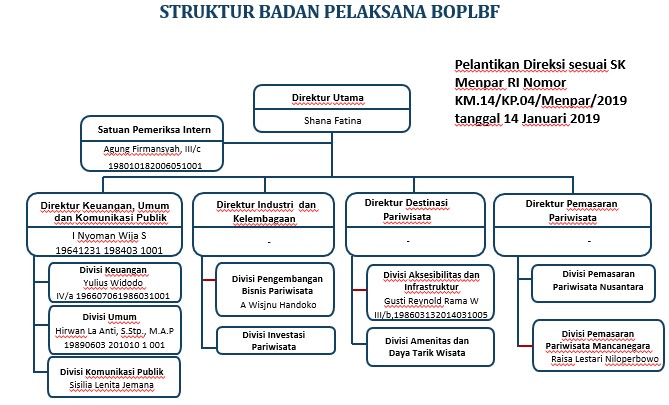 STRUKTUR BADAN PELAKSANA BOPLBF
Pelantikan Direksi sesuai SK
Menpar RI Nomor
KM.14/KP.04/Menpar/2019
tanggal 14 Januari 2019
Direktur Utama
Shana Fatina
Satuan Pemeriksa Intern
Agung Firmansyah, III/c
198010182006051001
Direktur Keuangan, Umum
dan Komunikasi Publik
I Nyoman Wija S
19641231 198403 1001
Divisi Keuangan
Yulius Widodo
IV/a 196607061986031001
Divisi Umum
Hirwan La Anti, S.Stp., M.A.P
19890603 201010 1 001
Divisi Komunikasi Publik
Sisilia Lenita Jemana
Direktur Industri dan
Kelembagaan
-
Divisi Pengembangan
Bisnis Pariwisata
A Wisjnu Handoko
Divisi Investasi
Pariwisata
Direktur Destinasi
Pariwisata
-
Divisi Aksesibilitas dan
Infrastruktur
Gusti Reynold Rama W
III/b,198603132014031005
Divisi Amenitas dan
Daya Tarik Wisata
Direktur Pemasaran
Pariwisata
-
Divisi Pemasaran
Pariwisata Nusantara
Divisi Pemasaran
Pariwisata Mancanegara
Raisa Lestari Niloperbowo